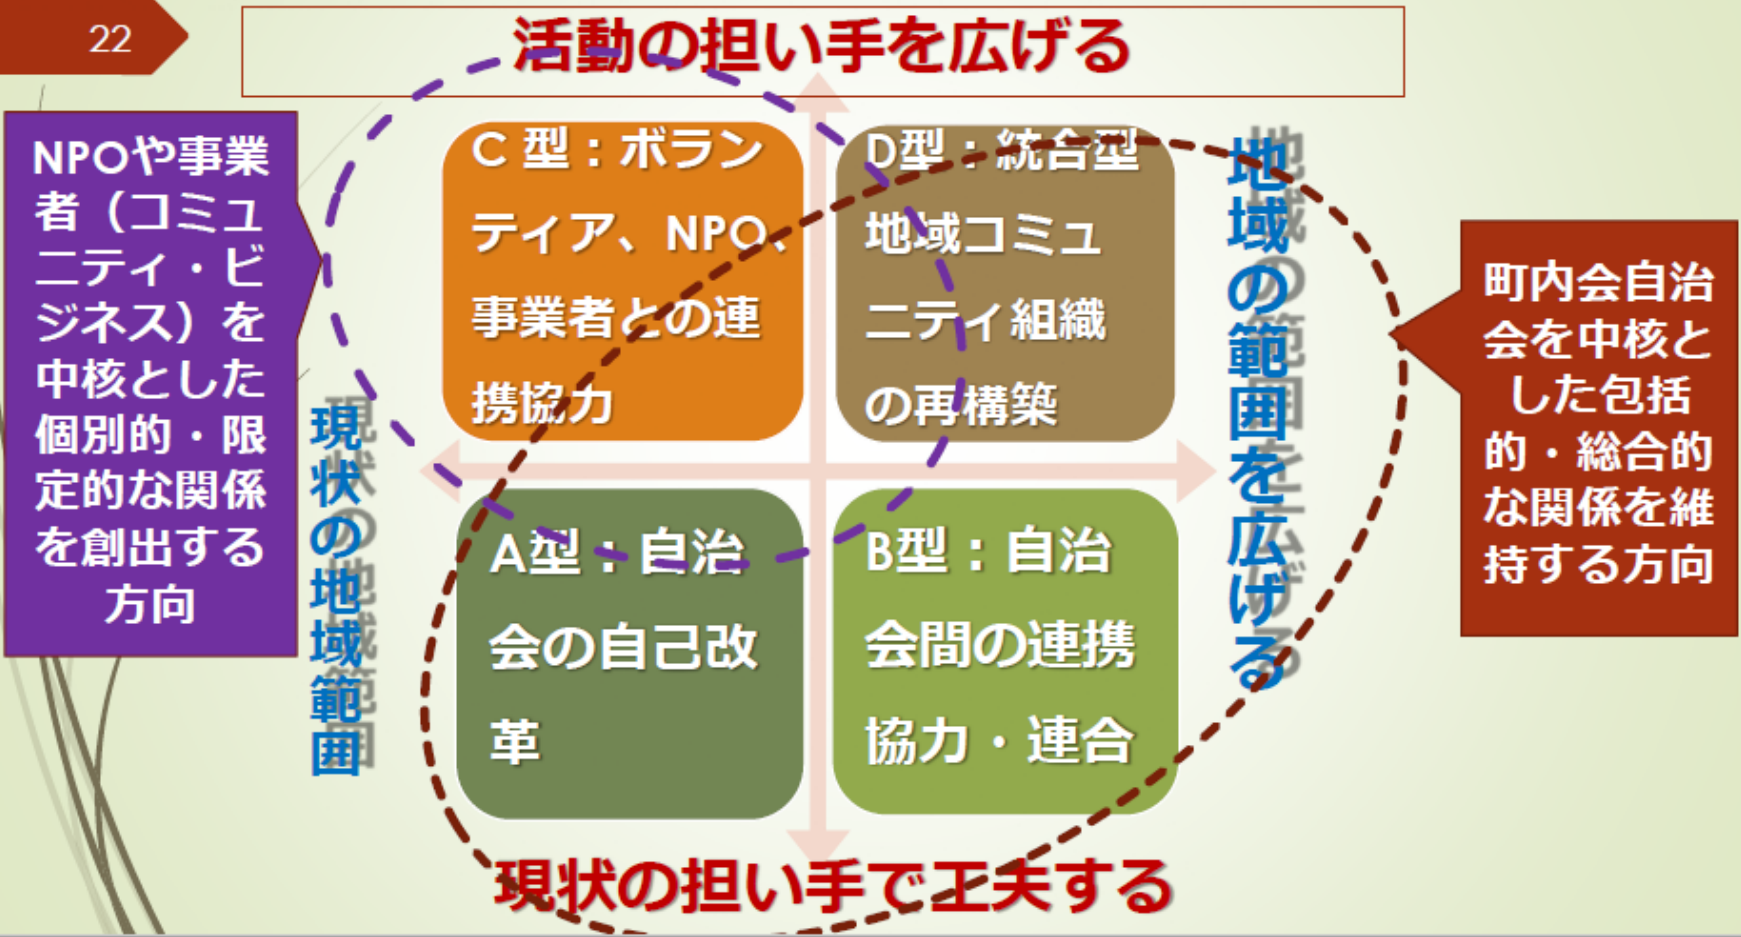 22
活動の担い手を広げる
NPOや事業
者（コミュ
ニティ・ビ
ジネス）を
中核とした
個別的・限
定的な関係
を創出する
方向
現状の地域範囲
C 型：ボラン
ティア、NPO、
事業者との連
携協力
D型：統合型
地域コミュ
ニティ組織
の再構築
A型：自治
会の自己改
革
B型：自治
会間の連携
協力・連合
地域の範囲を広げる
町内会自治
会を中核と
した包括
的・総合的
な関係を維
持する方向
現状の担い手で工夫する